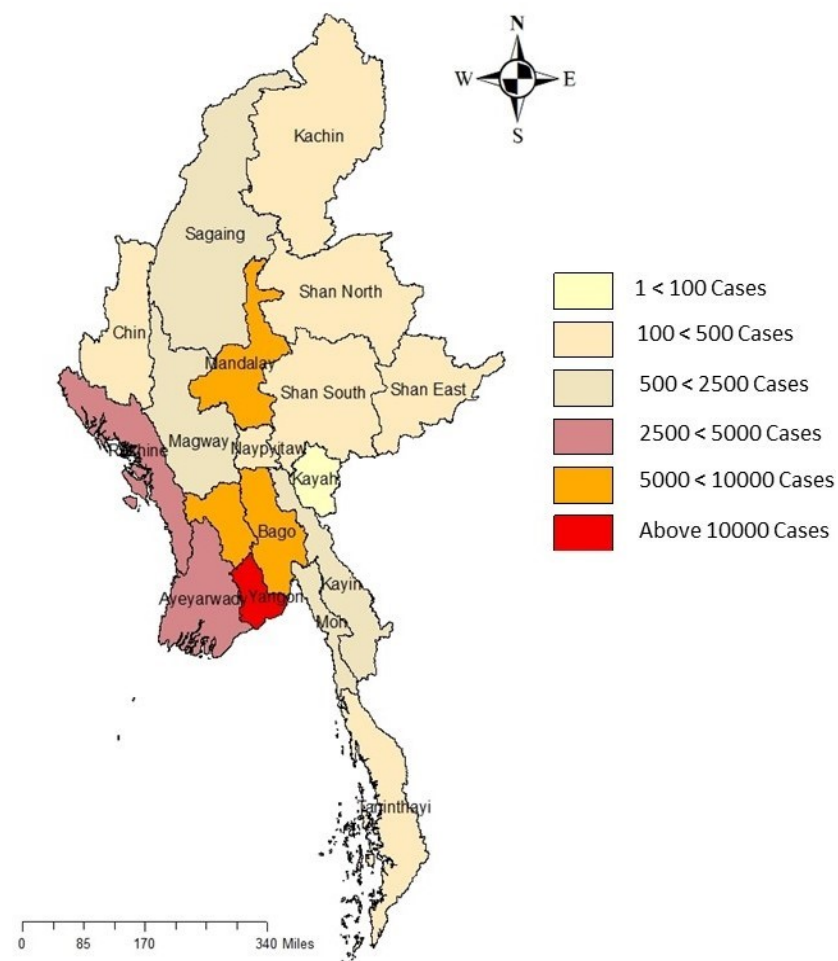 N
W E
S
Kachin
Sagaing
Shan North
Chin
Mandalay
Shan South
Shan East
Rakhine
Magway
Naypyitaw
Kayah
Bago
Ayeyarwady
Yangon
Kayin
Mon
Taninthayi
1 < 100 Cases
100 < 500 Cases
500 < 2500 Cases
2500 < 5000 Cases
5000 < 10000 Cases
Above 10000 Cases
0 85 170 340 Miles